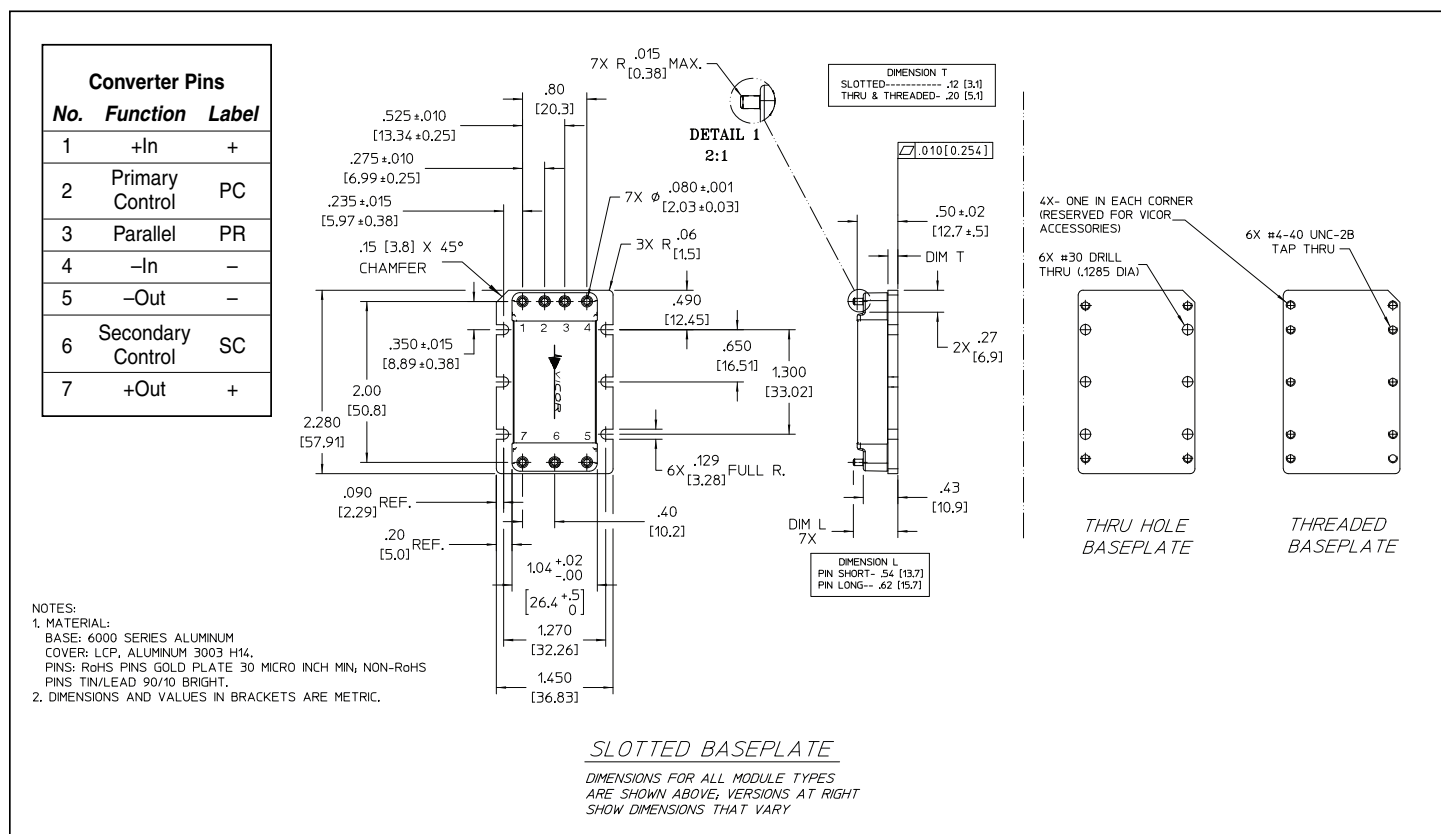 Converter Pins
No. Function Label
1 +In +
2 Primary Control PC
3 Parallel PR
4 –In –
5 –Out –
6 Secondary Control SC
7 +Out +
7X R .015 [0.38] MAX.
DETAIL 1
2:1
DIMENSION T
SLOTTED----------- .12 [3.1]
THRU & THREADED- .20 [5.1]
.80
[20.3]
.525 ±.010
[13.34 ±0.25]
.275 ±.010
[6.99 ±0.25]
.235 ±.015
[5.97 ±0.38]
.15 [3.8] X 45°
CHAMFER
7X ø .080 ±.001
[2.03 ±0.03]
3X R .06
[1.5]
.010[0.254]
.50 ±.02
[12.7 ±.5]
DIM T
.490
[12.45]
.650
[16.51]
1.300
[33.02]
2X .27
[6.9]
1 2 3 4
.350 ±.015
[8.89 ±0.38]
2.00
[50.8]
2.280
[57,91]
VICOR
7 6 5
6X .129
[3.28] FULL R.
.090
[2.29] REF.
.20
[5.0] REF.
.40
[10.2]
1.04 +.02
-.00
[26.4 +.5
0]
1.270
[32.26]
1.450
[36.83]
.43
[10.9]
DIM L
7X
DIMENSION L
PIN SHORT- .54 [13.7]
PIN LONG-- .62 [15.7]
4X- ONE IN EACH CORNER
(RESERVED FOR VICOR
ACCESSORIES)
6X #30 DRILL
THRU (.1285 DIA)
6X #4-40 UNC-2B
TAP THRU
THRU HOLE
BASEPLATE
THREADED
BASEPLATE
NOTES:
1. MATERIAL:
BASE: 6000 SERIES ALUMINUM
COVER: LCP, ALUMINUM 3003 H14.
PINS: RoHS PINS GOLD PLATE 30 MICRO INCH MIN; NON-RoHS
PINS TIN/LEAD 90/10 BRIGHT.
2. DIMENSIONS AND VALUES IN BRACKETS ARE METRIC.
SLOTTED BASEPLATE
DIMENSIONS FOR ALL MODULE TYPES
ARE SHOWN ABOVE; VERSIONS AT RIGHT
SHOW DIMENSIONS THAT VARY